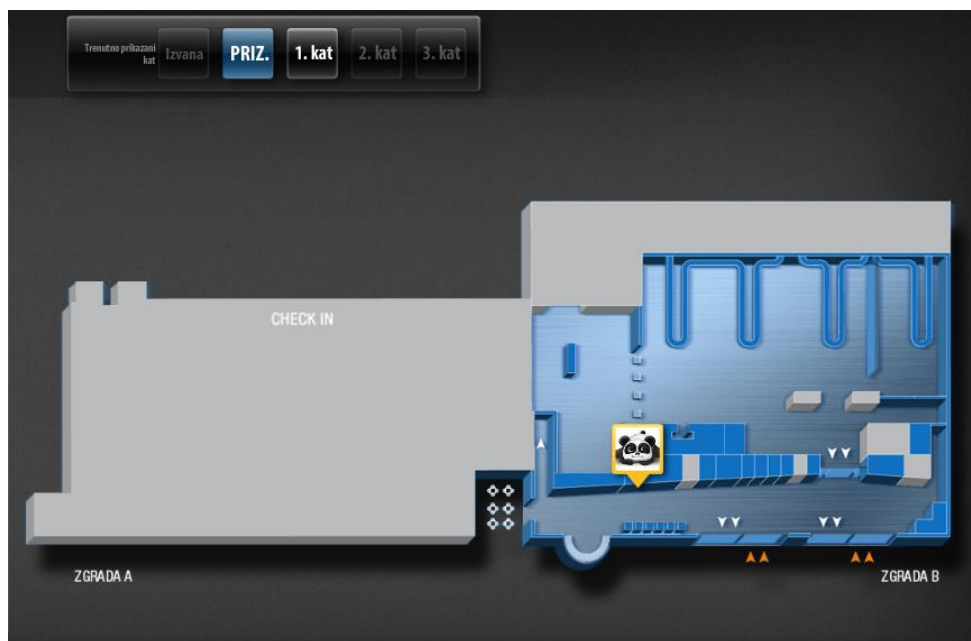 Trenutno prikazani
kat
Izvana
PRIZ.
1. kat
2. kat
3. kat
CHECK IN
ZGRADA A
ZGRADA B